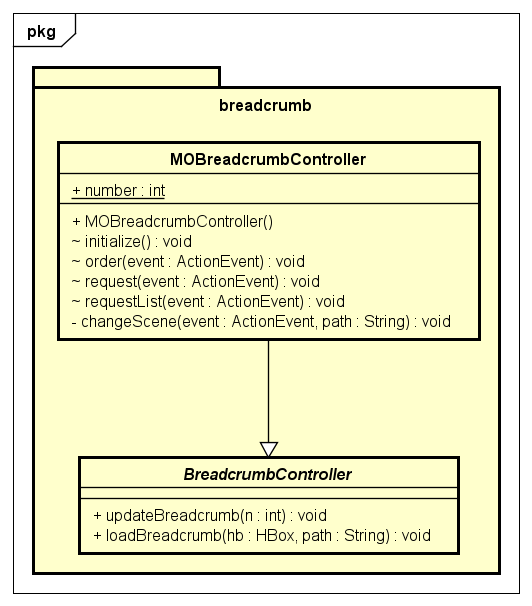 pkg
breadcrumb
MOBreadcrumbController
+ number : int
+ MOBreadcrumbController()
~ initialize() : void
~ order(event : ActionEvent) : void
~ request(event : ActionEvent) : void
~ requestList(event : ActionEvent) : void
- changeScene(event : ActionEvent, path : String) : void
BreadcrumbController
+ updateBreadcrumb(n : int) : void
+ loadBreadcrumb(hb : HBox, path : String) : void